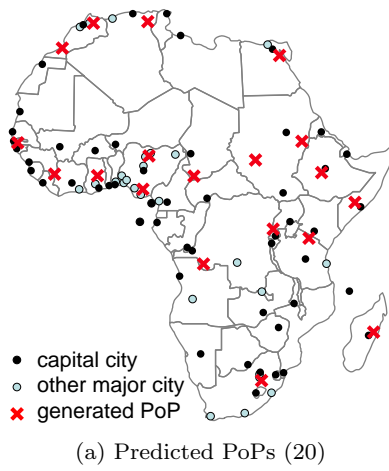 capital city
other major city
generated PoP
(a) Predicted PoPs (20)